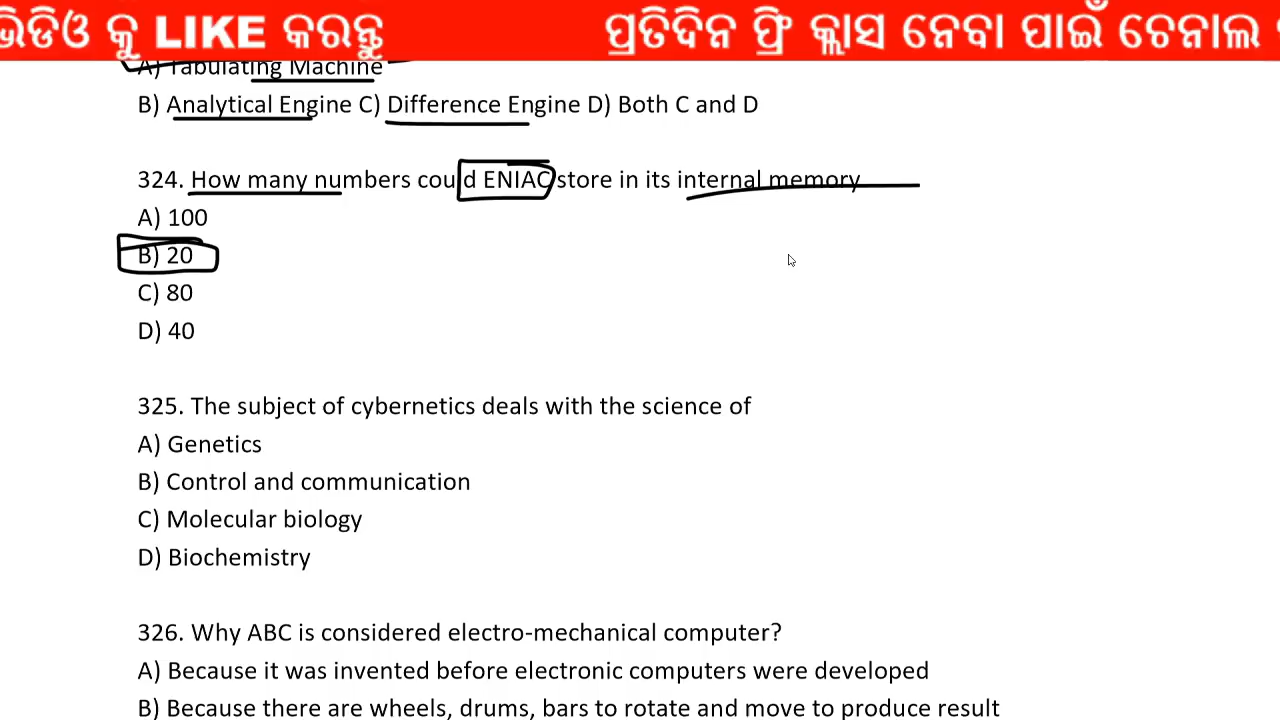 ଭିଡିଓ କୁ LIKE କରନ୍ତୁ ପ୍ରତିଦିନ ଫ୍ରି କ୍ଲାସ ନେବା ପାଇଁ ଚେନାଲ
A) Tabulating Machine
B) Analytical Engine C) Difference Engine D) Both C and D
324. How many numbers could ENIAC store in its internal memory
A) 100
B) 20
C) 80
D) 40
325. The subject of cybernetics deals with the science of
A) Genetics
B) Control and communication
C) Molecular biology
D) Biochemistry
326. Why ABC is considered electro-mechanical computer?
A) Because it was invented before electronic computers were developed
B) Because there are wheels, drums, bars to rotate and move to produce result